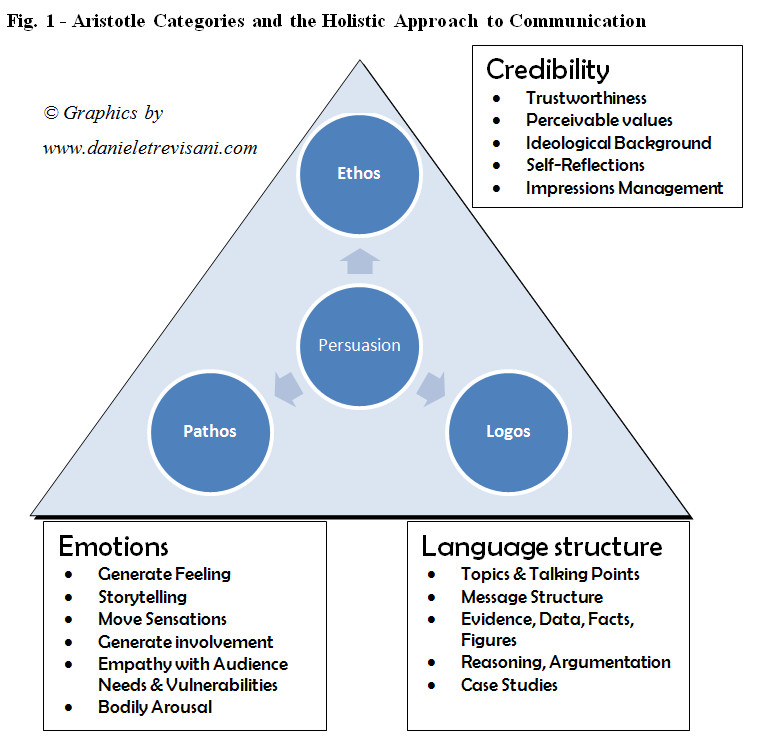 Fig. 1 - Aristotle Categories and the Holistic Approach to Communication
© Graphics by
www.danieletrevisani.com
Credibility
• Trustworthiness
• Perceivable values
• Ideological Background
• Self-Reflections
• Impressions Management
Ethos
Persuasion
Pathos
Logos
Emotions
• Generate Feeling
• Storytelling
• Move Sensations
• Generate involvement
• Empathy with Audience
Needs & Vulnerabilities
• Bodily Arousal
Language structure
• Topics & Talking Points
• Message Structure
• Evidence, Data, Facts,
Figures
• Reasoning, Argumentation
• Case Studies